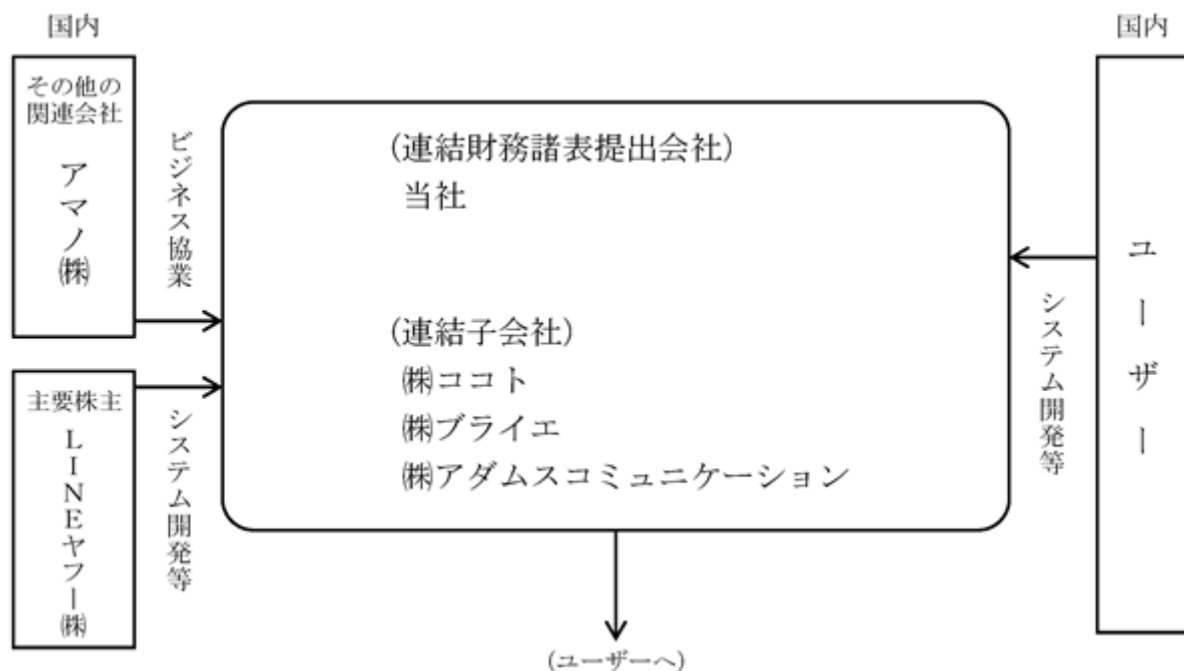 国内
その他の
関連会社
アマノ㈱
ビジネス協業
主要株主
LINEヤフー㈱
システム開発等
(連結財務諸表提出会社)
当社
(連結子会社)
㈱ココト
㈱ブライエ
㈱アダムスコミュニケーション
(ユーザーへ)
国内
ユーザー
システム開発等